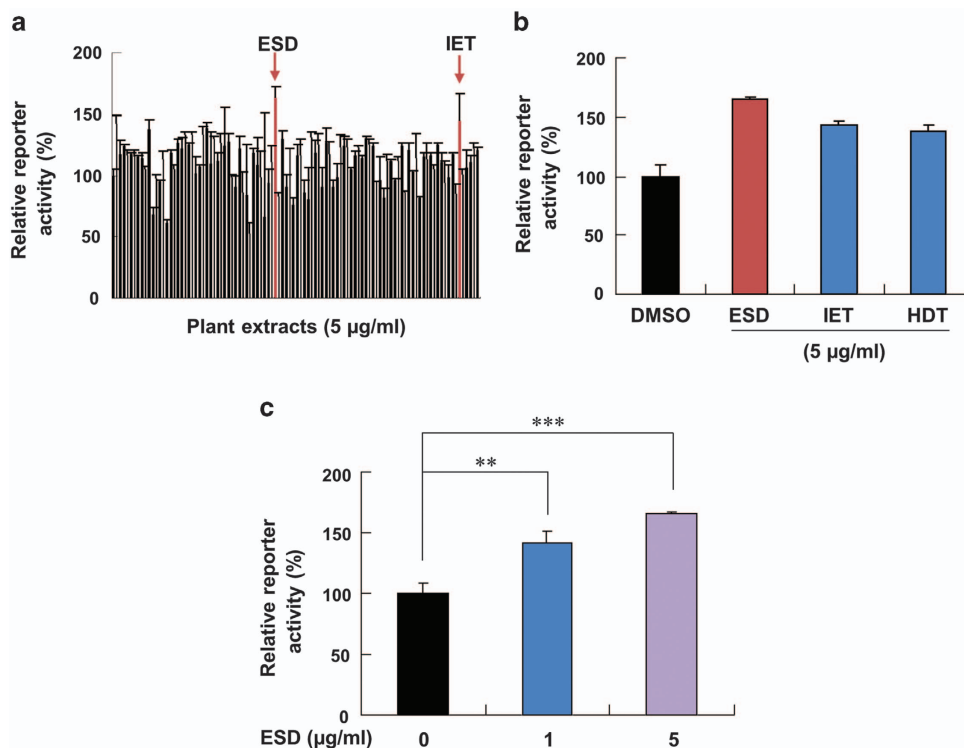 a
ESD
IET
200
150
100
50
0
Relative reporter
activity (%)
Plant extracts (5 µg/ml)
b
200
150
100
50
0
Relative reporter
activity (%)
DMSO
ESD
IET
HDT
(5 µg/ml)
c
***
**
200
150
100
50
0
Relative reporter
activity (%)
ESD (µg/ml)
0
1
5